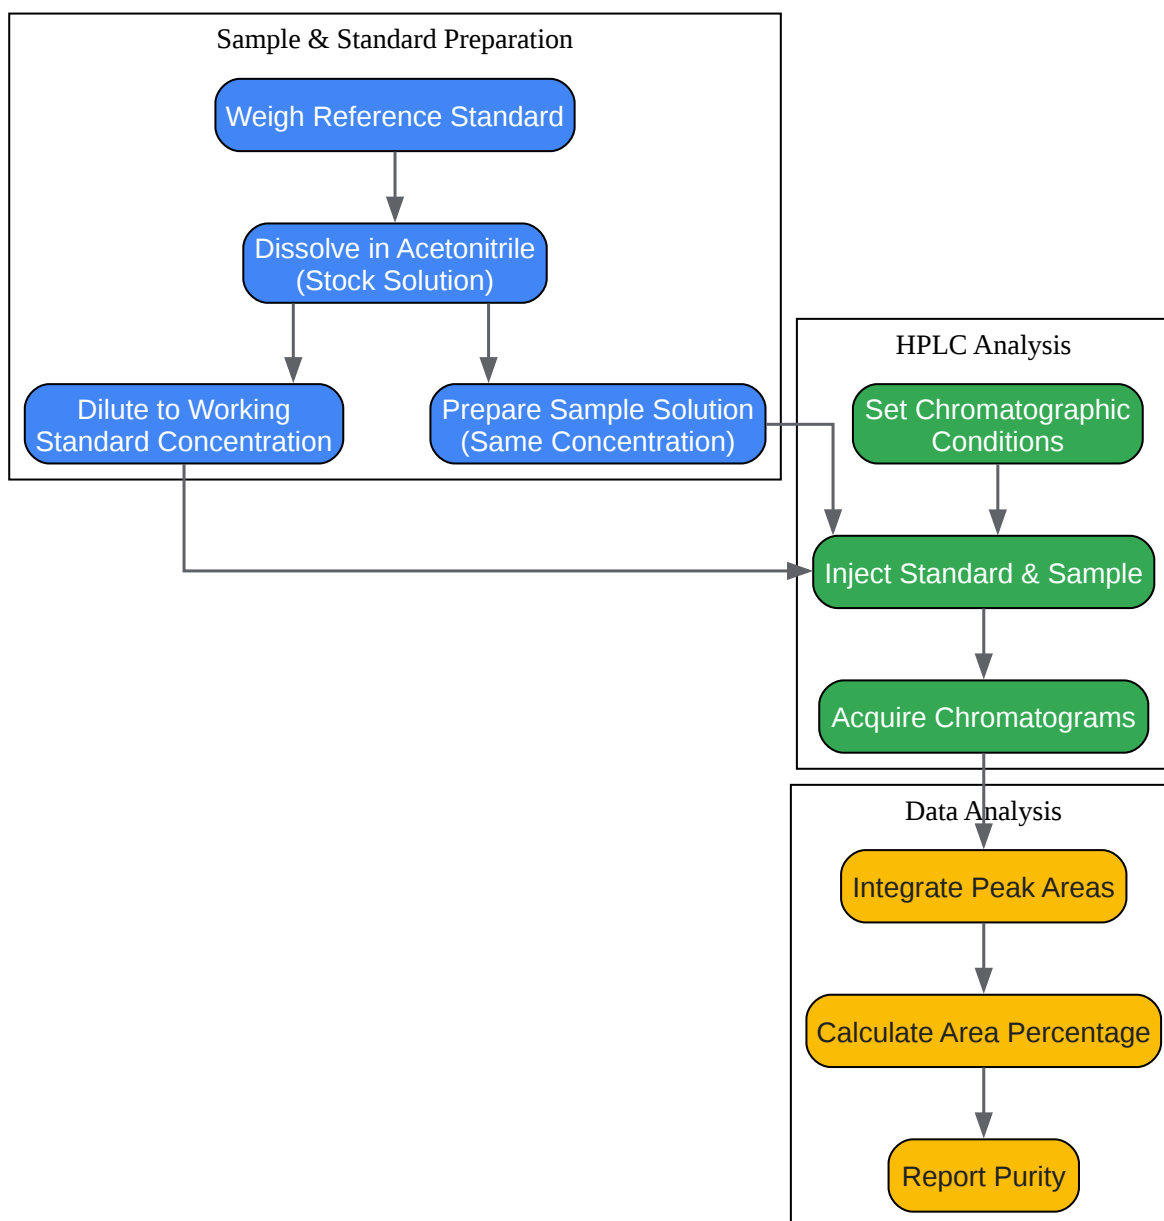 Sample & Standard Preparation
Weigh Reference Standard
Dissolve in Acetonitrile
(Stock Solution)
Dilute to Working
Standard Concentration
Prepare Sample Solution
(Same Concentration)
HPLC Analysis
Set Chromatographic
Conditions
Inject Standard & Sample
Acquire Chromatograms
Data Analysis
Integrate Peak Areas
Calculate Area Percentage
Report Purity